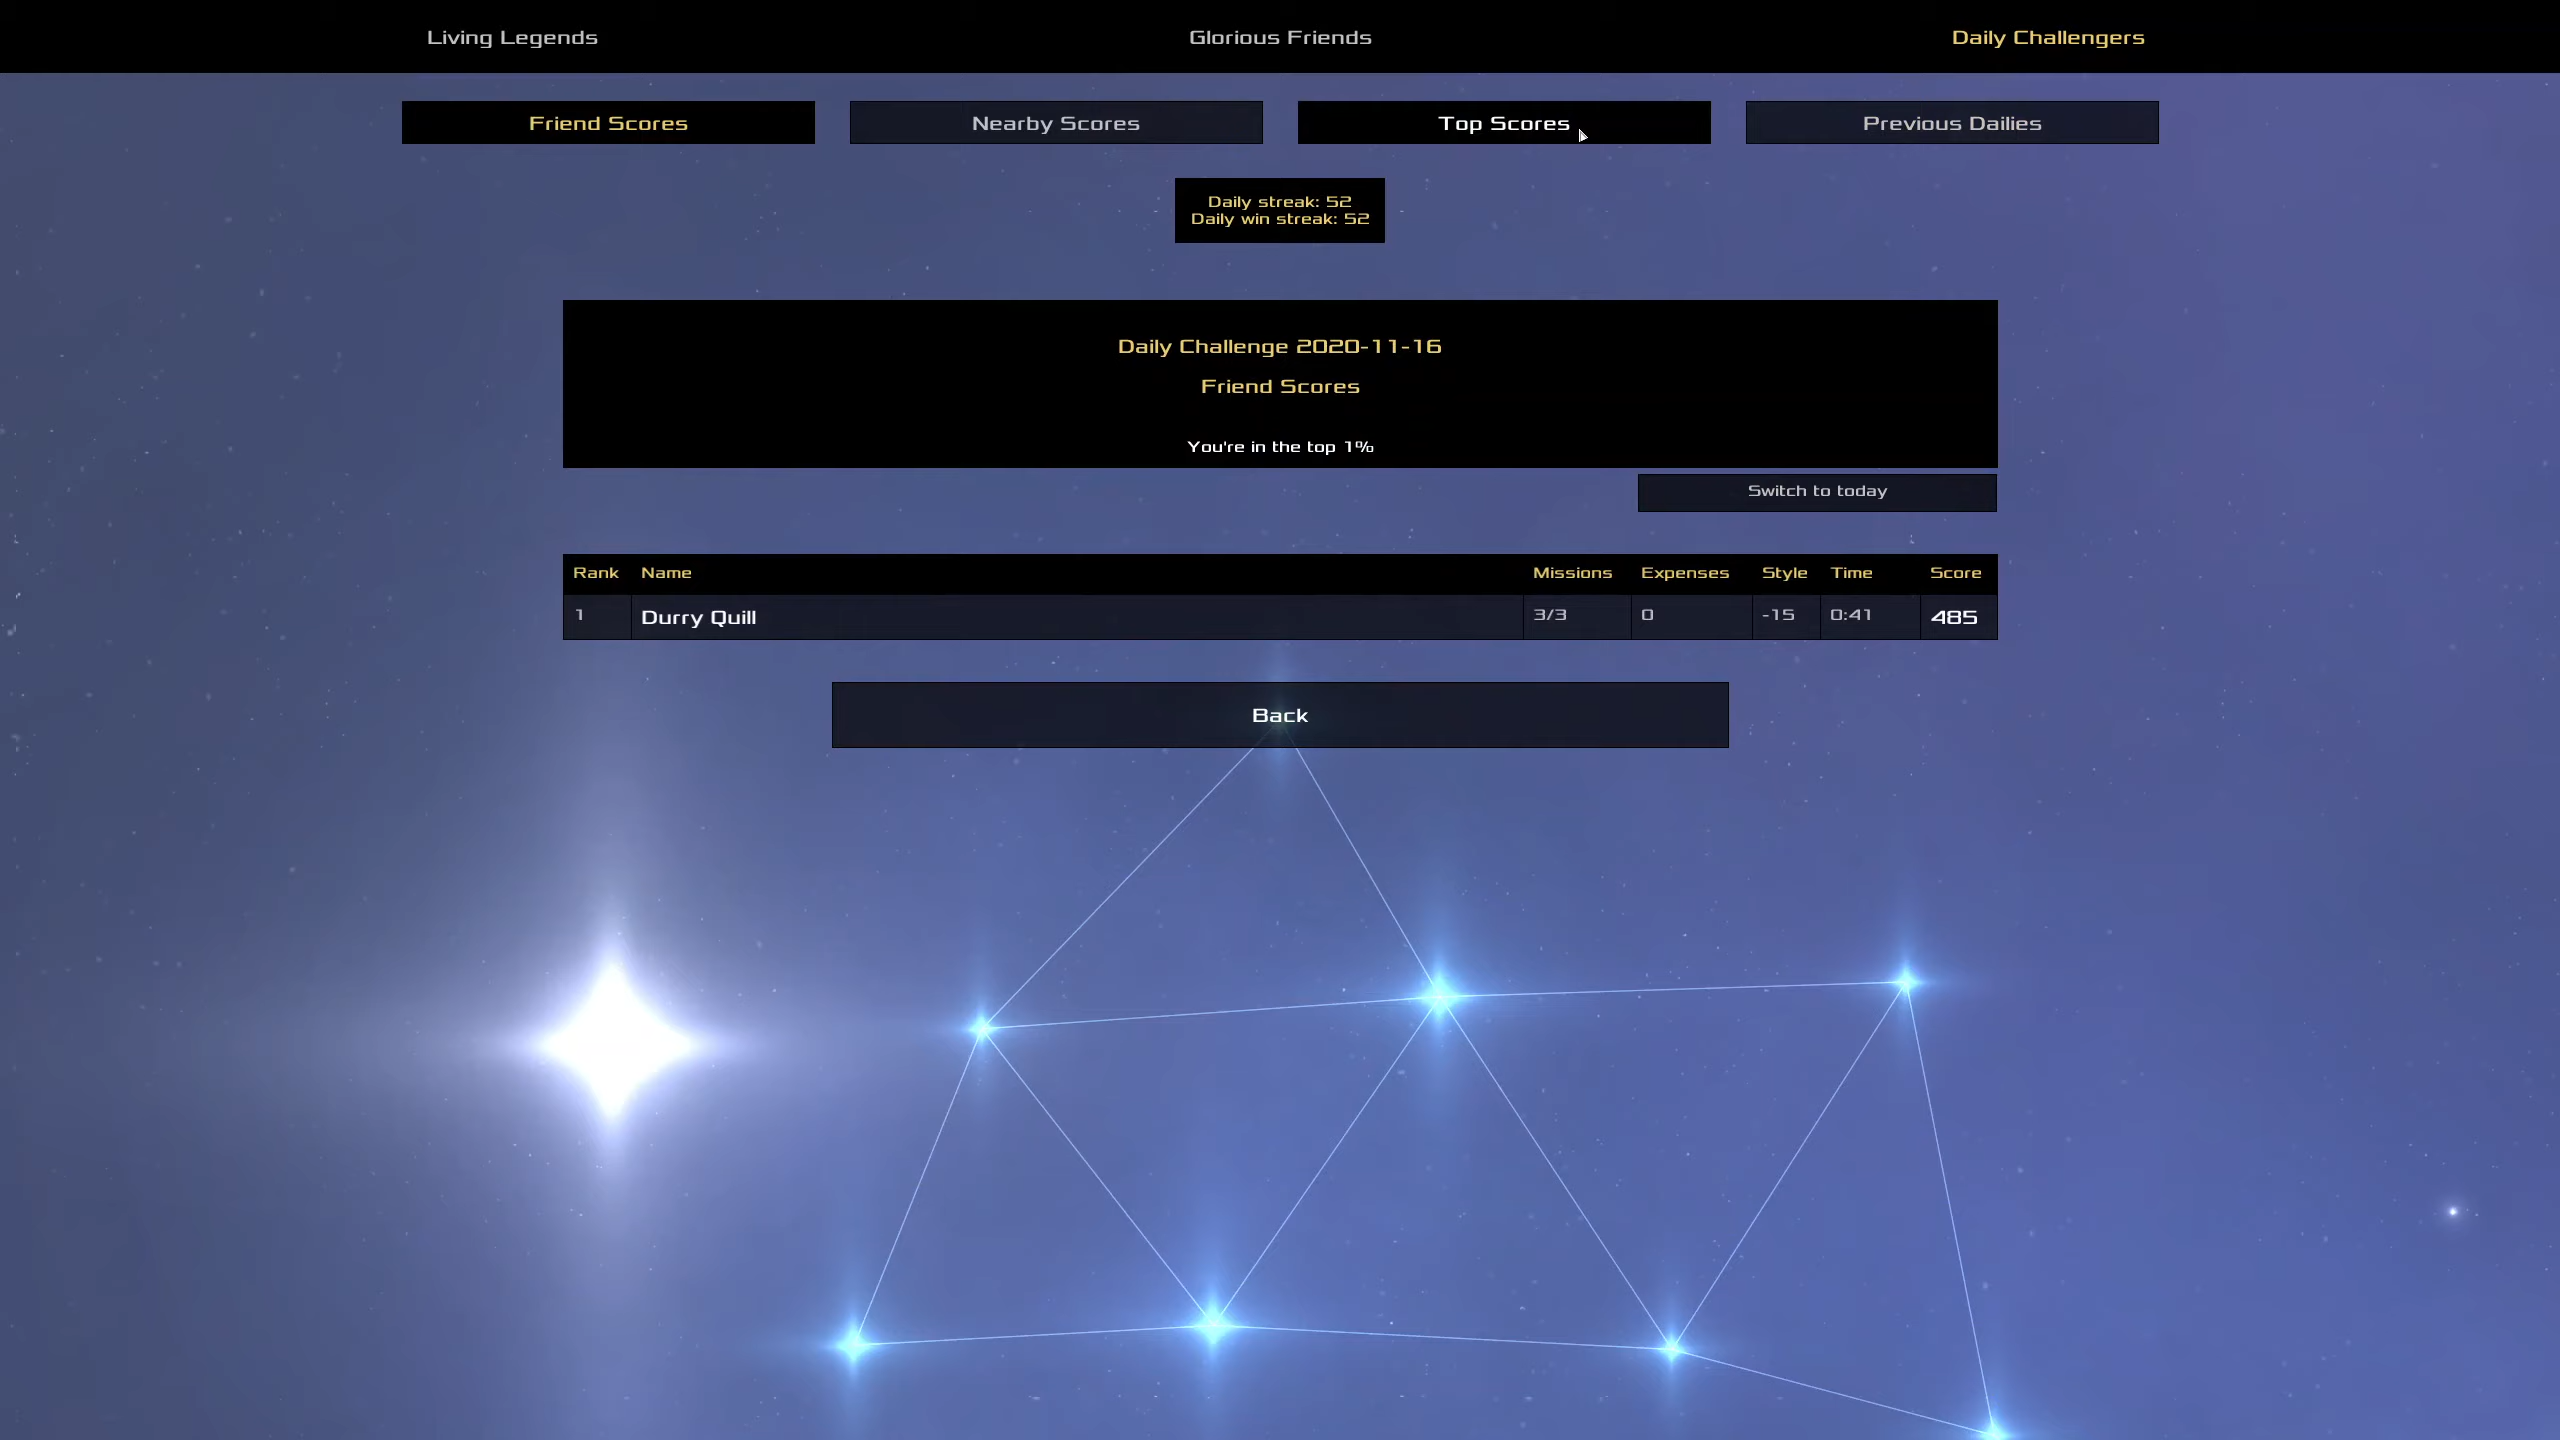 Living Legends
Glorious Friends
Daily Challengers
Friend Scores
Nearby Scores
Top Scores
Previous Dailies
Daily streak: 52
Daily win streak: 52
Daily Challenge 2020-11-16
Friend Scores
You're in the top 1%
Switch to today
Rank Name Missions Expenses Style Time Score
1 Durry Quill 3/3 0 -15 0:41 485
Back